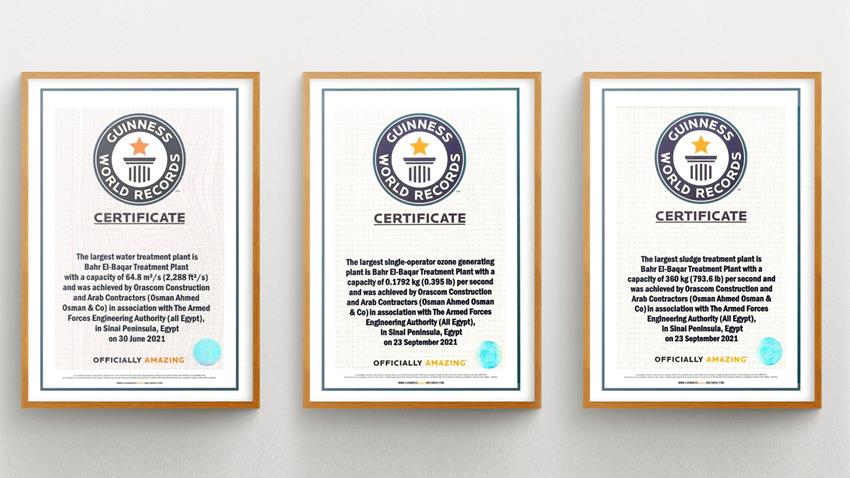 GUINNESS
WORLD RECORDS
CERTIFICATE
The largest water treatment plant is
Bahr El-Baqar Treatment Plant
with a capacity of 64.8 m³/s (2,288 ft³/s)
and was achieved by Orascom Construction
and Arab Contractors (Osman Ahmed
Osman & Co) in association with The Armed
Forces Engineering Authority (all Egypt),
in Sinai Peninsula, Egypt
on 30 June 2021
OFFICIALLY AMAZING
GUINNESS
WORLD RECORDS
CERTIFICATE
The largest single-operator ozone generating
plant is Bahr El-Baqar Treatment Plant with a
capacity of 0.1792 kg (0.395 lb) per second
and was achieved by Orascom Construction
and Arab Contractors (Osman Ahmed Osman
& Co) in association with The Armed Forces
Engineering Authority (All Egypt),
in Sinai Peninsula, Egypt
on 23 September 2021
OFFICIALLY AMAZING
GUINNESS
WORLD RECORDS
CERTIFICATE
The largest sludge treatment plant is
Bahr El-Baqar Treatment Plant with a
capacity of 360 kg (793.6 lb) per second and
was achieved by Orascom Construction and
Arab Contractors (Osman Ahmed Osman &
Co) in association with The Armed Forces
Engineering Authority (All Egypt),
in Sinai Peninsula, Egypt
on 23 September 2021
OFFICIALLY AMAZING